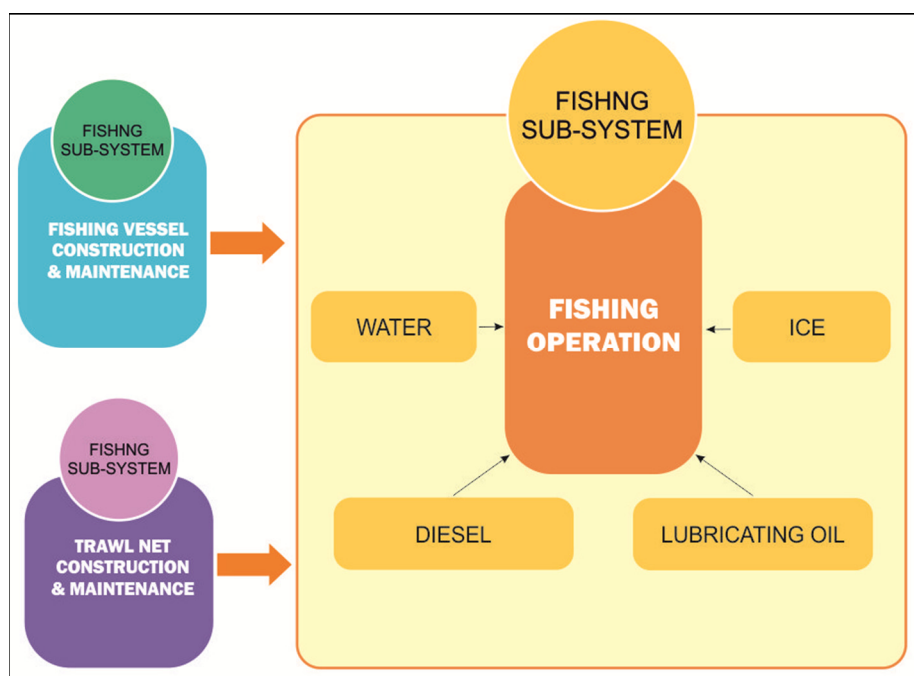 FISHNG
SUB-SYSTEM
FISHING VESSEL
CONSTRUCTION
& MAINTENANCE
FISHNG
SUB-SYSTEM
TRAWL NET
CONSTRUCTION
& MAINTENANCE
FISHNG
SUB-SYSTEM
FISHING
OPERATION
WATER
ICE
DIESEL
LUBRICATING OIL